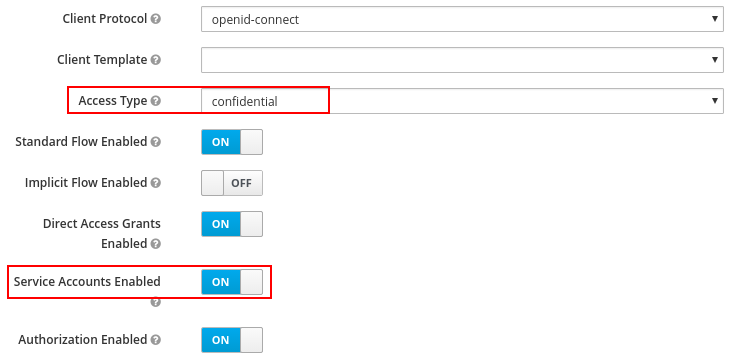 Client Protocol ? openid-connect
Client Template ?
Access Type ? confidential
Standard Flow Enabled ? ON
Implicit Flow Enabled ? OFF
Direct Access Grants
Enabled ? ON
Service Accounts Enabled ON
?
Authorization Enabled ? ON